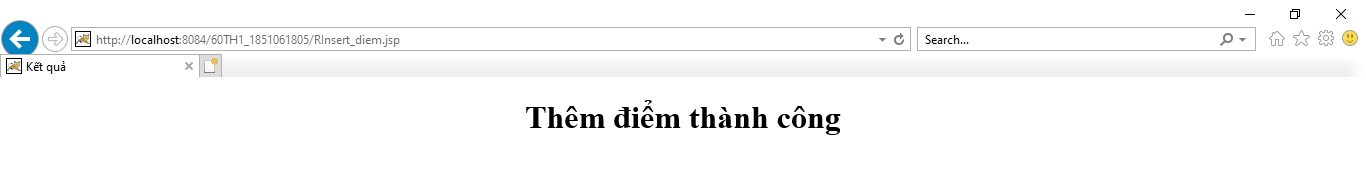 http://localhost:8084/60TH1_1851061805/RInsert_diem.jsp
Search...
Kết quả
Thêm điểm thành công